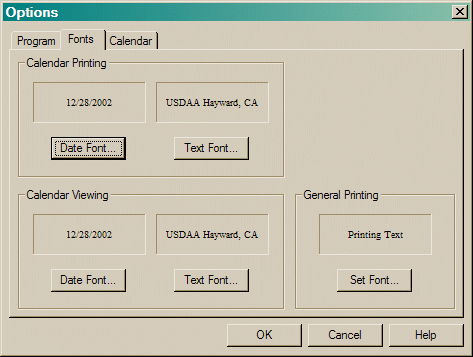 Options
Program Fonts Calendar
Calendar Printing
12/28/2002 USDAA Hayward, CA
Date Font... Text Font...
Calendar Viewing General Printing
12/28/2002 USDAA Hayward, CA Printing Text
Date Font... Text Font... Set Font...
OK Cancel Help